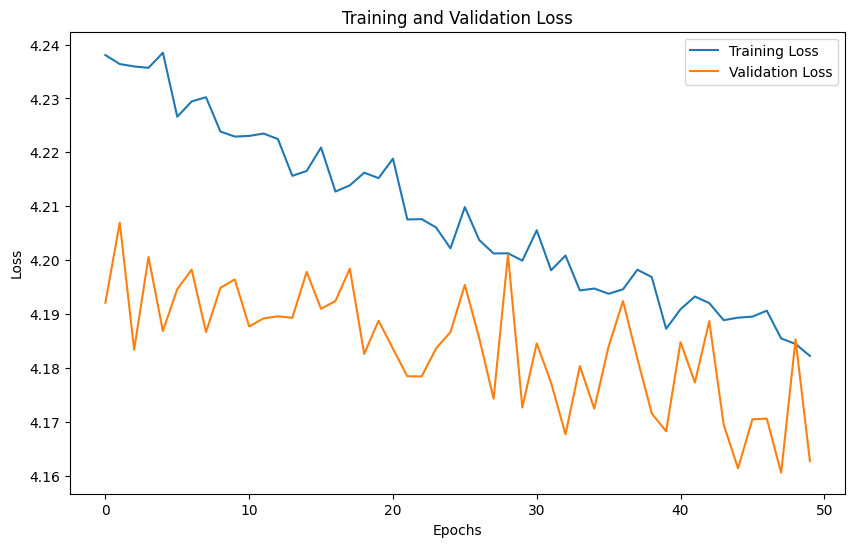 Training and Validation Loss
Training Loss
Validation Loss
Loss
4.24
4.23
4.22
4.21
4.20
4.19
4.18
4.17
4.16
0 10 20 30 40 50
Epochs